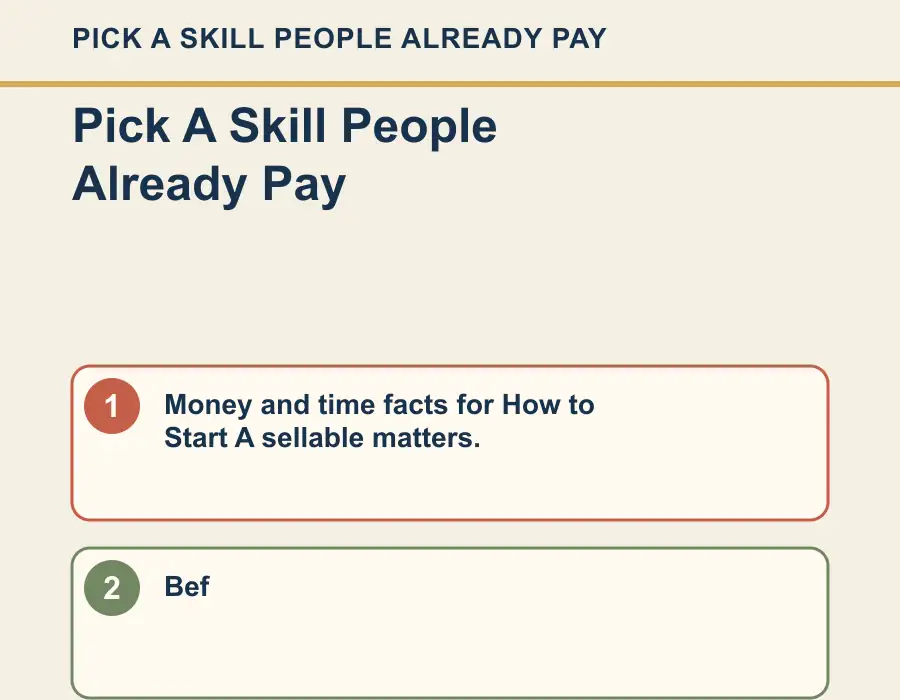 PICK A SKILL PEOPLE ALREADY PAY
Pick A Skill People
Already Pay
1
Money and time facts for How to
Start A sellable matters.
2
Bef